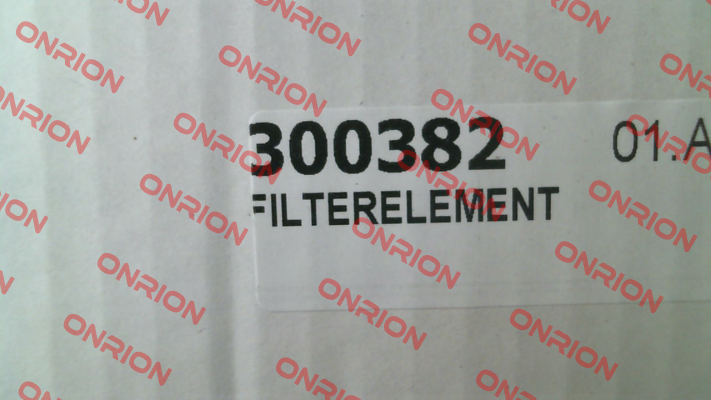 300382 01.A
FILTERELEMENT
ONRION